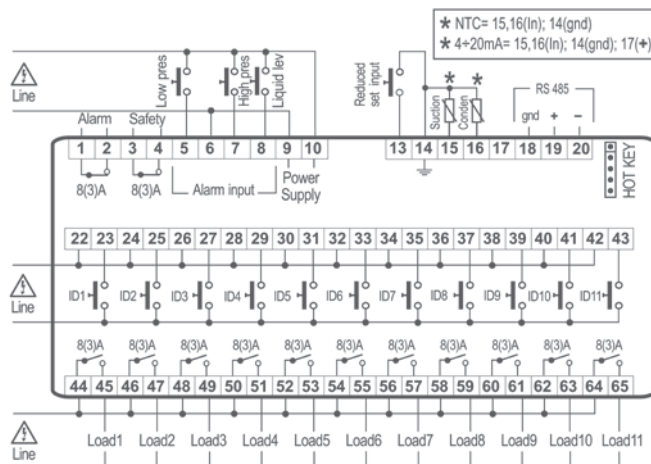 * NTC= 15,16(In); 14(gnd)
* 4÷20mA= 15,16(In); 14(gnd); 17(+)
Line
Low pres
High pres
Liquid lev
Reduced
set input
*
*
Suction
Conden
RS 485
gnd + −
Alarm Safety
1 2 3 4 5 6 7 8 9 10 13 14 15 16 17 18 19 20
8(3)A 8(3)A Alarm input Power
Supply
HOT KEY
22 23 24 25 26 27 28 29 30 31 32 33 34 35 36 37 38 39 40 41 42 43
Line
ID1 ID2 ID3 ID4 ID5 ID6 ID7 ID8 ID9 ID10 ID11
8(3)A 8(3)A 8(3)A 8(3)A 8(3)A 8(3)A 8(3)A 8(3)A 8(3)A 8(3)A 8(3)A
44 45 46 47 48 49 50 51 52 53 54 55 56 57 58 59 60 61 62 63 64 65
Line
Load1 Load2 Load3 Load4 Load5 Load6 Load7 Load8 Load9 Load10 Load11